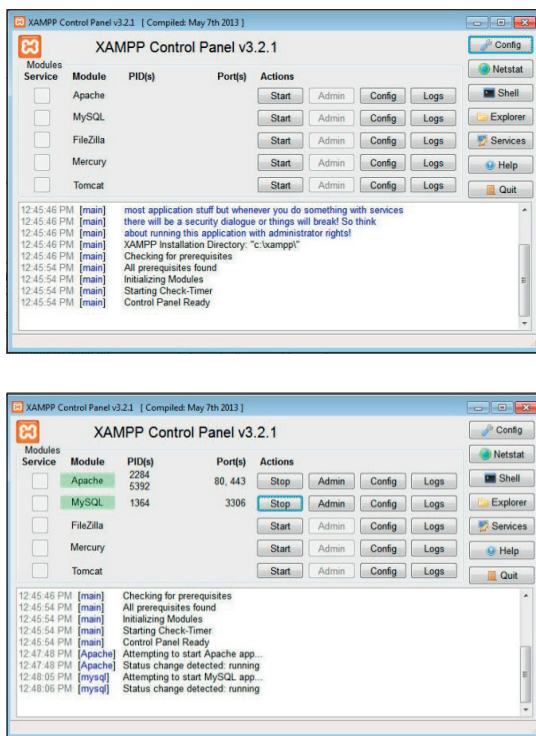 XAMPP Control Panel v3.2.1 [ Compiled: May 7th 2013 ]
XAMPP Control Panel v3.2.1
Config
Modules
Service Module PID(s) Port(s) Actions
Netstat
Apache Start Admin Config Logs
Shell
MySQL Start Admin Config Logs
Explorer
FileZilla Start Admin Config Logs
Services
Mercury Start Admin Config Logs
Help
Tomcat Start Admin Config Logs
Quit
12:45:46 PM [main] most application stuff but whenever you do something with services
12:45:46 PM [main] there will be a security dialogue or things will break! So think
12:45:46 PM [main] about running this application with administrator rights!
12:45:46 PM [main] XAMPP Installation Directory: "c:\xampp\"
12:45:46 PM [main] Checking for prerequisites
12:45:54 PM [main] All prerequisites found
12:45:54 PM [main] Initializing Modules
12:45:54 PM [main] Starting Check-Timer
12:45:54 PM [main] Control Panel Ready
XAMPP Control Panel v3.2.1 [ Compiled: May 7th 2013 ]
XAMPP Control Panel v3.2.1
Config
Modules
Service Module PID(s) Port(s) Actions
Netstat
Apache 2284 5392 80, 443 Stop Admin Config Logs
Shell
MySQL 1364 3306 Stop Admin Config Logs
Explorer
FileZilla Start Admin Config Logs
Services
Mercury Start Admin Config Logs
Help
Tomcat Start Admin Config Logs
Quit
12:45:46 PM [main] Checking for prerequisites
12:45:54 PM [main] All prerequisites found
12:45:54 PM [main] Initializing Modules
12:45:54 PM [main] Starting Check-Timer
12:45:54 PM [main] Control Panel Ready
12:47:48 PM [Apache] Attempting to start Apache app...
12:47:48 PM [Apache] Status change detected: running
12:48:05 PM [mysql] Attempting to start MySQL app...
12:48:06 PM [mysql] Status change detected: running